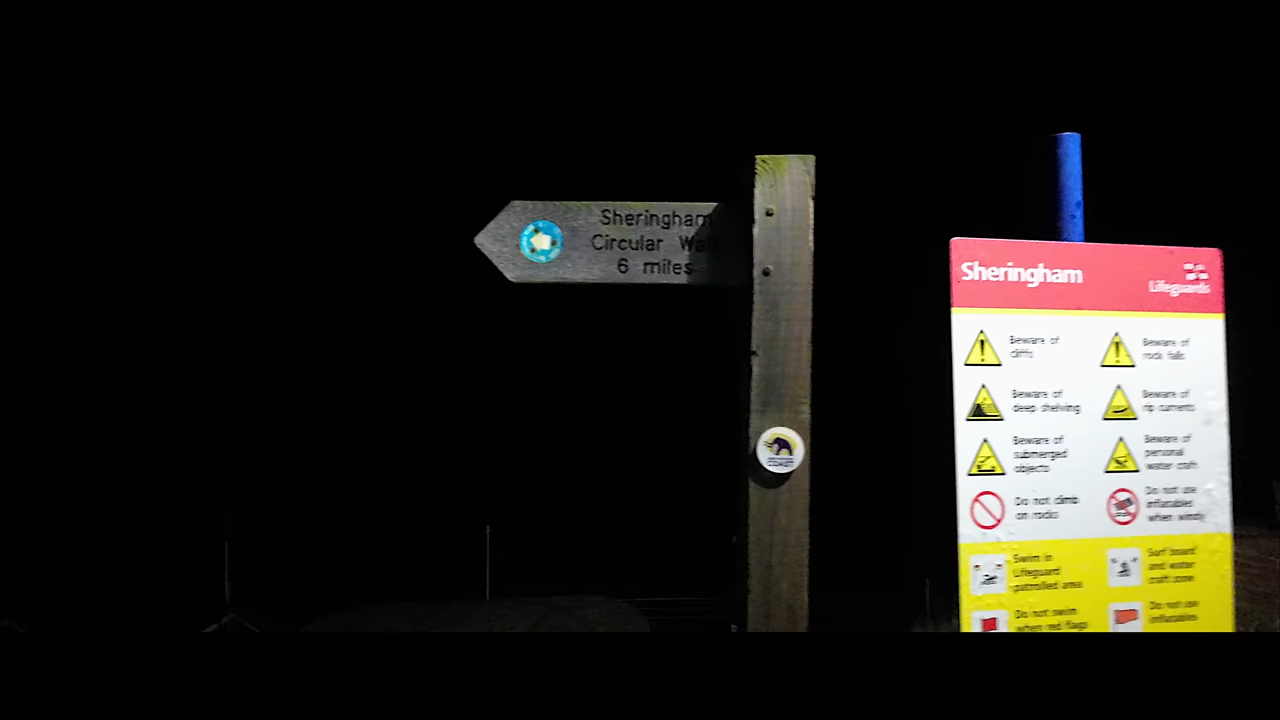 Sheringham
Circular Walk
6 miles
COAST
Sheringham
Lifeguards
Beware of
cliffs
Beware of
rock falls
Beware of
deep shelving
Beware of
rip currents
Beware of
submerged
objects
Beware of
personal
water craft
Do not climb
on rocks
Do not use
inflatables
when windy
Swim in
Lifeguard
patrolled area
Surf board
and water
craft zone
Do not swim
when red flags
Do not use
inflatables